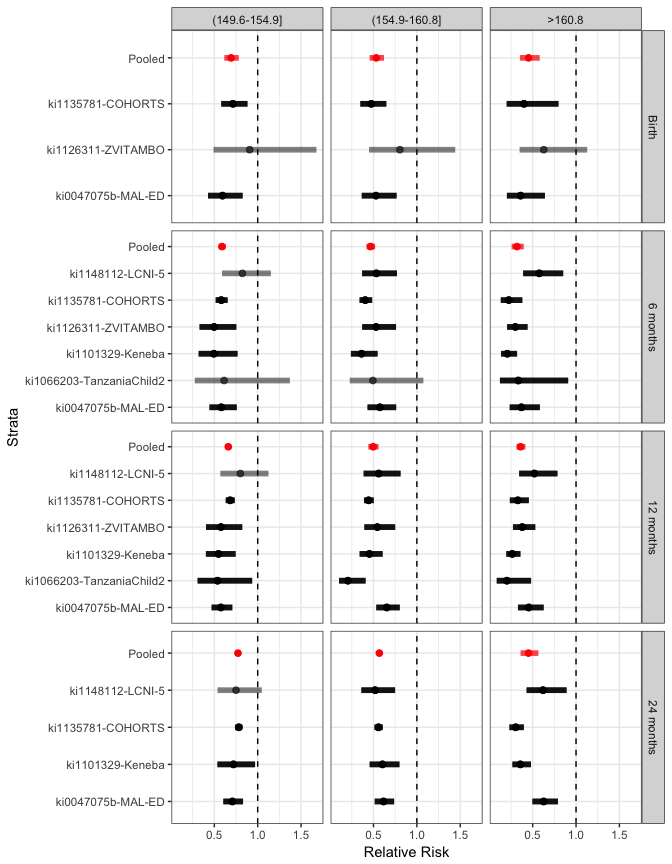 (149.6-154.9]
(154.9-160.8]
>160.8
Pooled
ki1135781-COHORTS
ki1126311-ZVITAMBO
ki0047075b-MAL-ED
Birth
Pooled
ki1148112-LCNI-5
ki1135781-COHORTS
ki1126311-ZVITAMBO
ki1101329-Keneba
ki1066203-TanzaniaChild2
ki0047075b-MAL-ED
6 months
Strata
Pooled
ki1148112-LCNI-5
ki1135781-COHORTS
ki1126311-ZVITAMBO
ki1101329-Keneba
ki1066203-TanzaniaChild2
ki0047075b-MAL-ED
12 months
Pooled
ki1148112-LCNI-5
ki1135781-COHORTS
ki1101329-Keneba
ki0047075b-MAL-ED
24 months
0.5 1.0 1.5 0.5 1.0 1.5 0.5 1.0 1.5
Relative Risk